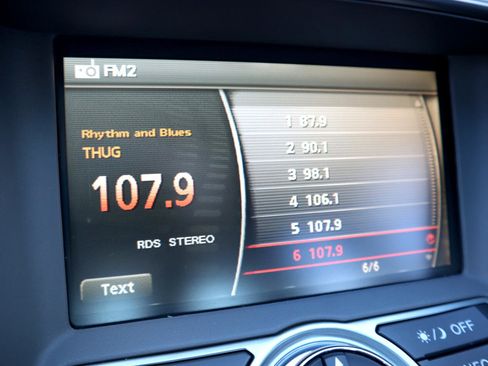 FM2
Rhythm and Blues
THUG
107.9
RDS STEREO
Text
1 87.9
2 90.1
3 98.1
4 106.1
5 107.9
6 107.9
6/6
OFF